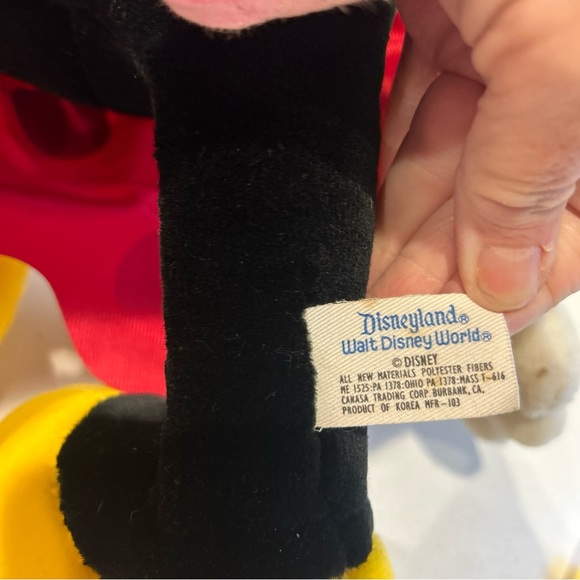 Disneyland®
Walt Disney World®
© DISNEY
ALL NEW MATERIALS POLYESTER FIBERS
ME 1525:PA 1378:OHIO PA 1378:MASS T-616
CANASA TRADING CORP. BURBANK, CA.
PRODUCT OF KOREA MFR-103